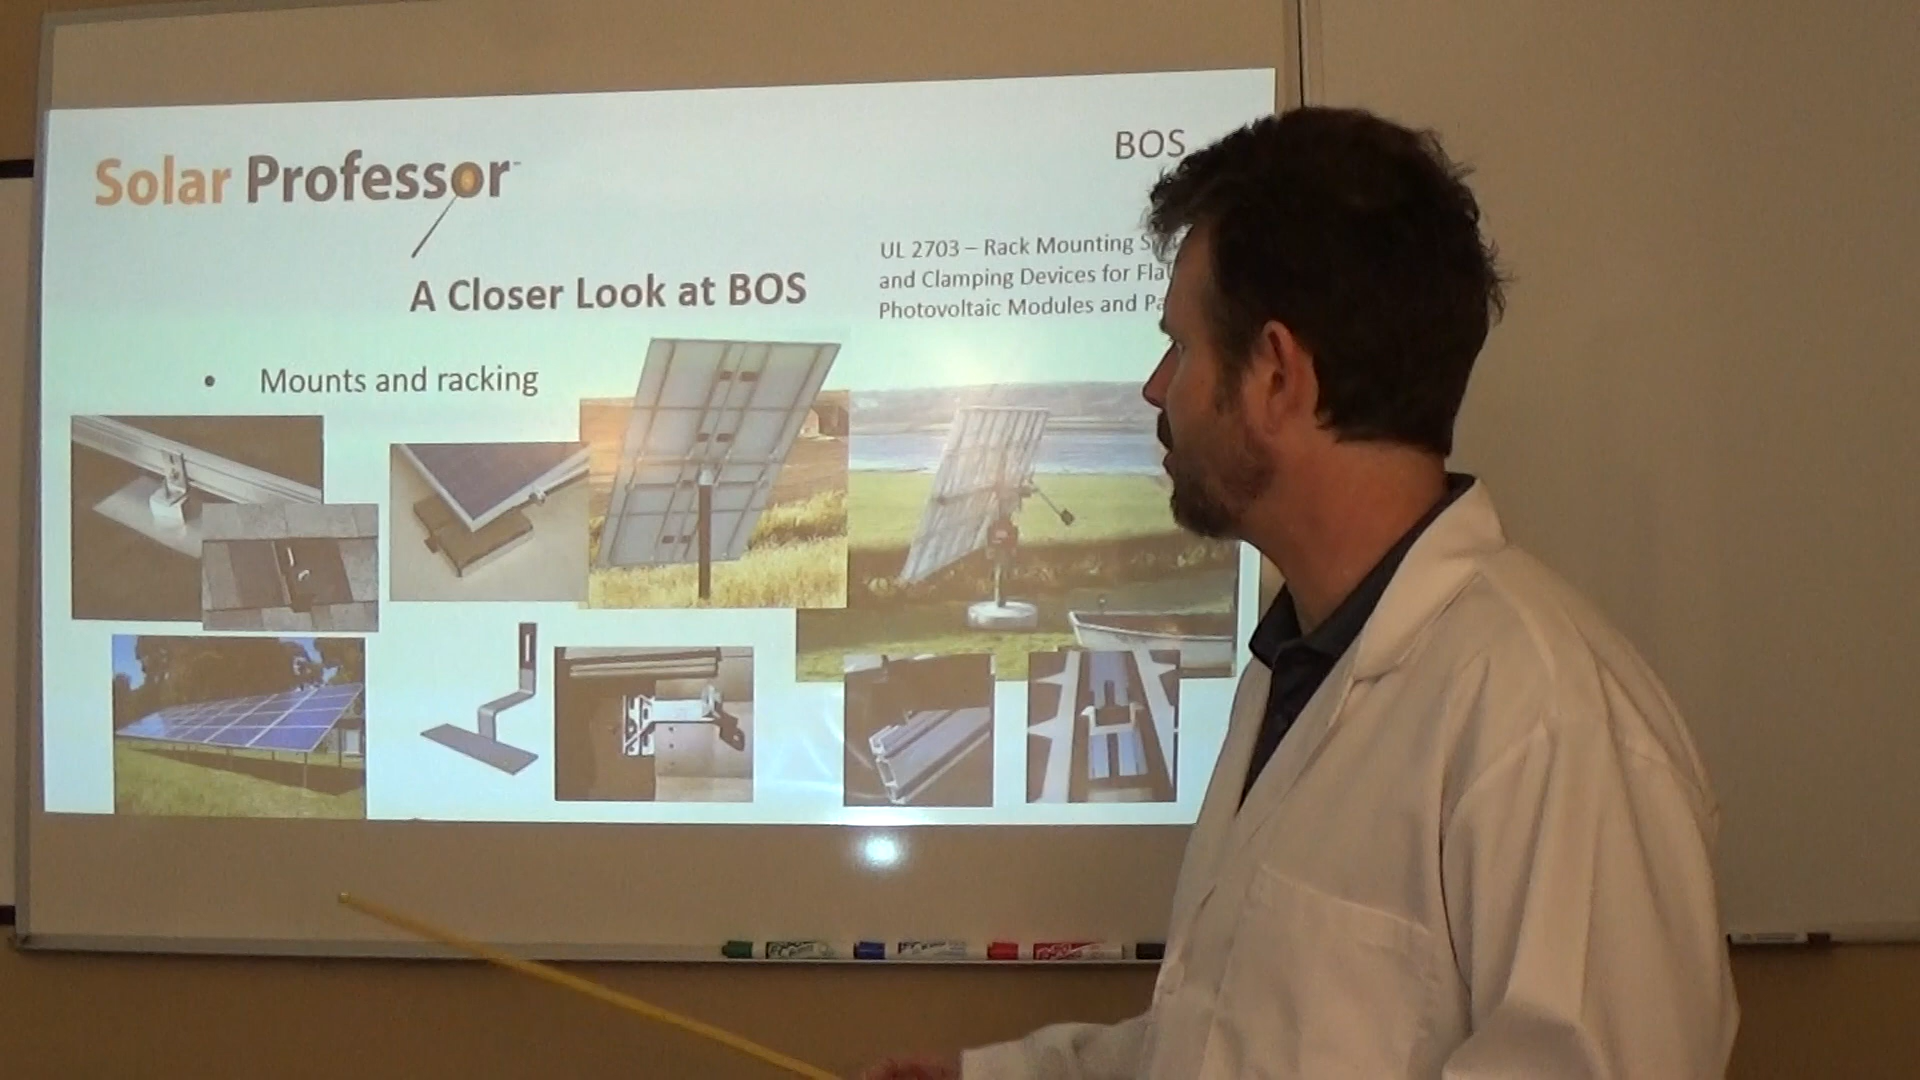 Solar Professor
BOS
UL 2703 – Rack Mounting
and Clamping Devices for
Photovoltaic Modules and
A Closer Look at BOS
• Mounts and racking